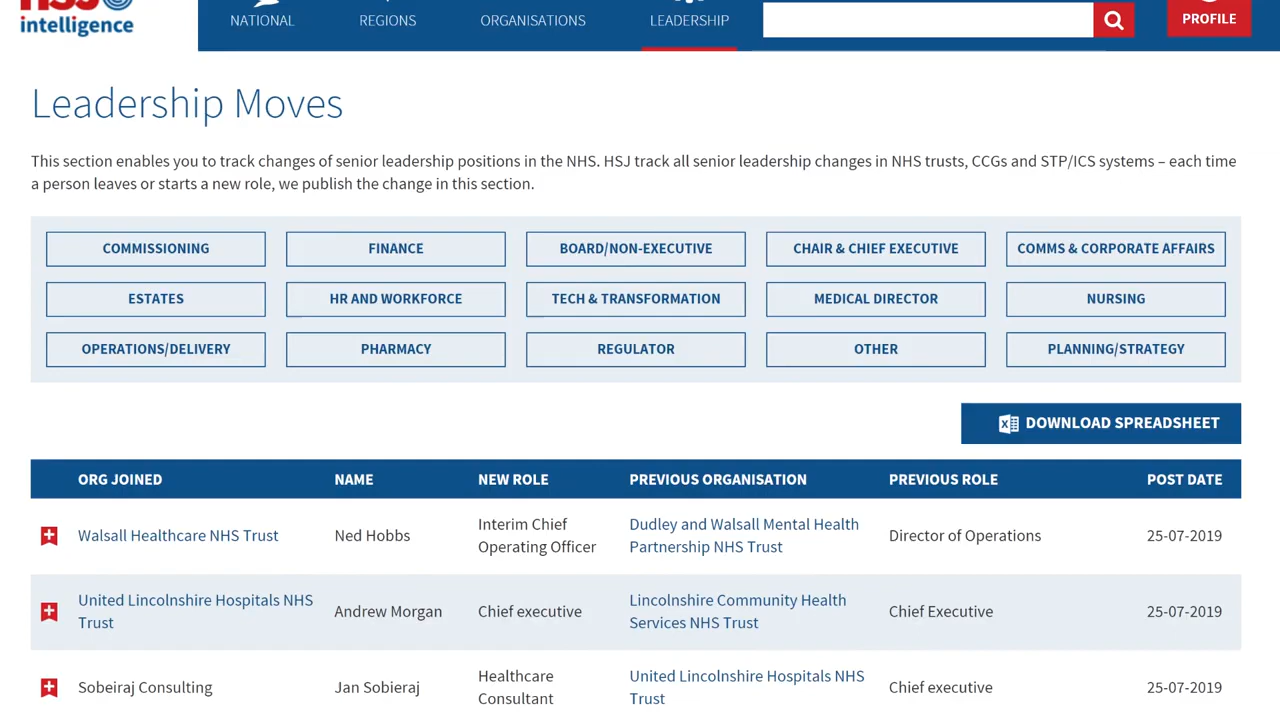 HSJ
intelligence
NATIONAL
REGIONS
ORGANISATIONS
LEADERSHIP
PROFILE
Leadership Moves
This section enables you to track changes of senior leadership positions in the NHS. HSJ track all senior leadership changes in NHS trusts, CCGs and STP/ICS systems – each time
a person leaves or starts a new role, we publish the change in this section.
COMMISSIONING
FINANCE
BOARD/NON-EXECUTIVE
CHAIR & CHIEF EXECUTIVE
COMMS & CORPORATE AFFAIRS
ESTATES
HR AND WORKFORCE
TECH & TRANSFORMATION
MEDICAL DIRECTOR
NURSING
OPERATIONS/DELIVERY
PHARMACY
REGULATOR
OTHER
PLANNING/STRATEGY
DOWNLOAD SPREADSHEET
ORG JOINED
NAME
NEW ROLE
PREVIOUS ORGANISATION
PREVIOUS ROLE
POST DATE
Walsall Healthcare NHS Trust
Ned Hobbs
Interim Chief
Operating Officer
Dudley and Walsall Mental Health
Partnership NHS Trust
Director of Operations
25-07-2019
United Lincolnshire Hospitals NHS
Trust
Andrew Morgan
Chief executive
Lincolnshire Community Health
Services NHS Trust
Chief Executive
25-07-2019
Sobeiraj Consulting
Jan Sobieraj
Healthcare
Consultant
United Lincolnshire Hospitals NHS
Trust
Chief executive
25-07-2019